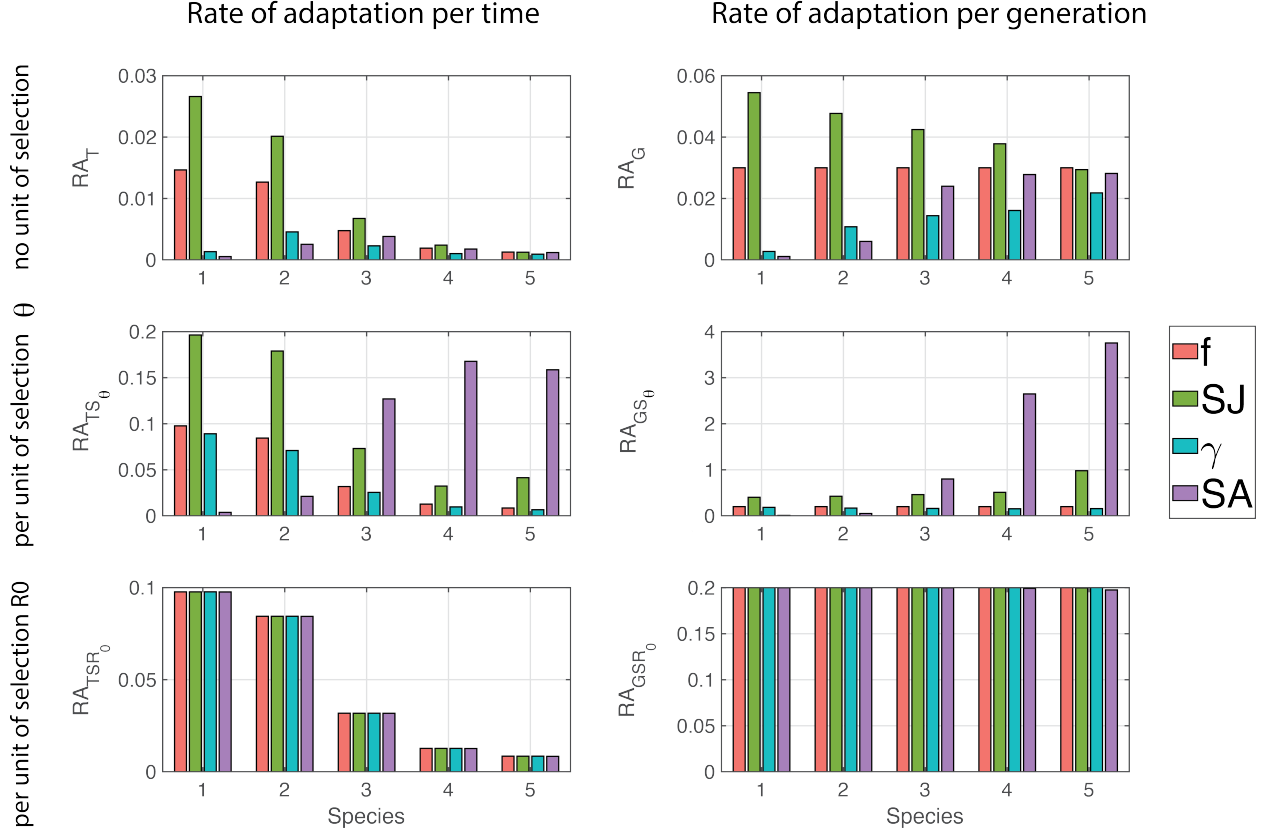 Rate of adaptation per time
Rate of adaptation per generation
no unit of selection
RA_T
0.03
0.02
0.01
0
1 2 3 4 5
RA_G
0.06
0.04
0.02
0
1 2 3 4 5
per unit of selection θ
RA_TS_θ
0.2
0.15
0.1
0.05
0
1 2 3 4 5
RA_GS_θ
4
3
2
1
0
1 2 3 4 5
f
SJ
γ
SA
per unit of selection R0
RA_TSR_0
0.1
0.05
0
1 2 3 4 5
Species
RA_GSR_0
0.2
0.15
0.1
0.05
0
1 2 3 4 5
Species